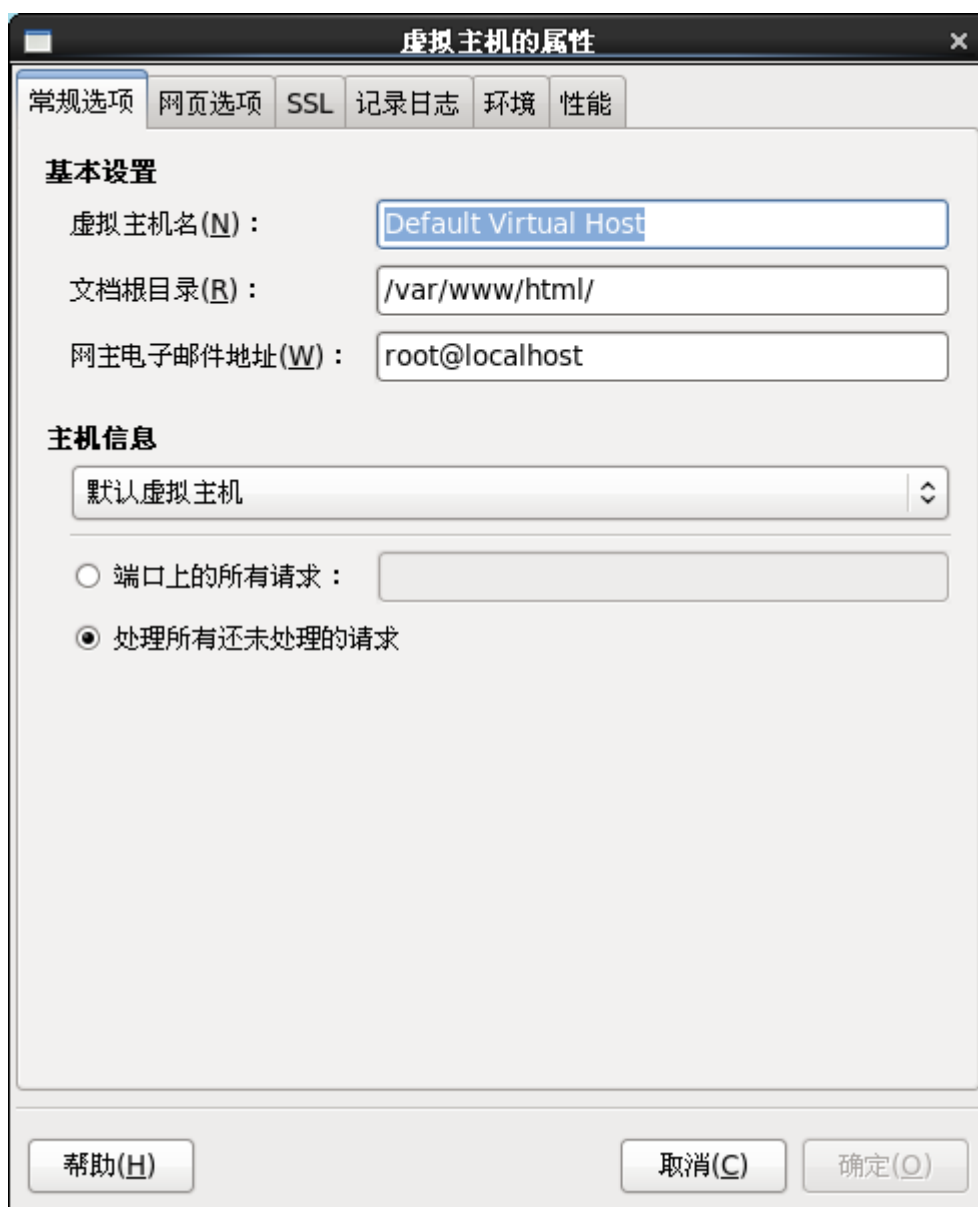 虚拟主机的属性
常规选项 网页选项 SSL 记录日志 环境 性能
基本设置
虚拟主机名(N)： Default Virtual Host
文档根目录(R)： /var/www/html/
网主电子邮件地址(W)： root@localhost
主机信息
默认虚拟主机
端口上的所有请求：
处理所有还未处理的请求
帮助(H) 取消(C) 确定(O)